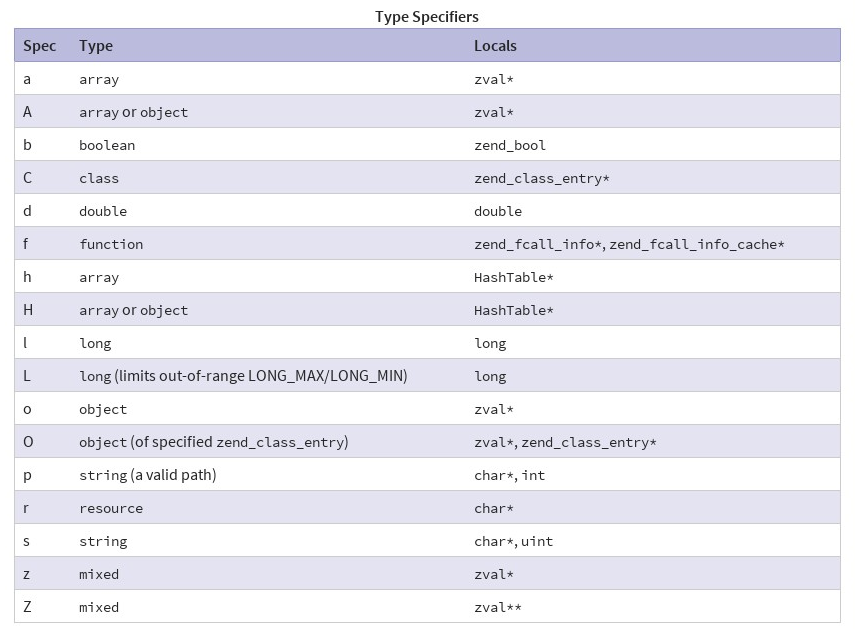 Type Specifiers
Spec Type Locals
a array zval*
A array or object zval*
b boolean zend_bool
C class zend_class_entry*
d double double
f function zend_fcall_info*, zend_fcall_info_cache*
h array HashTable*
H array or object HashTable*
l long long
L long (limits out-of-range LONG_MAX/LONG_MIN) long
o object zval*
O object (of specified zend_class_entry) zval*, zend_class_entry*
p string (a valid path) char*, int
r resource char*
s string char*, uint
z mixed zval*
Z mixed zval**